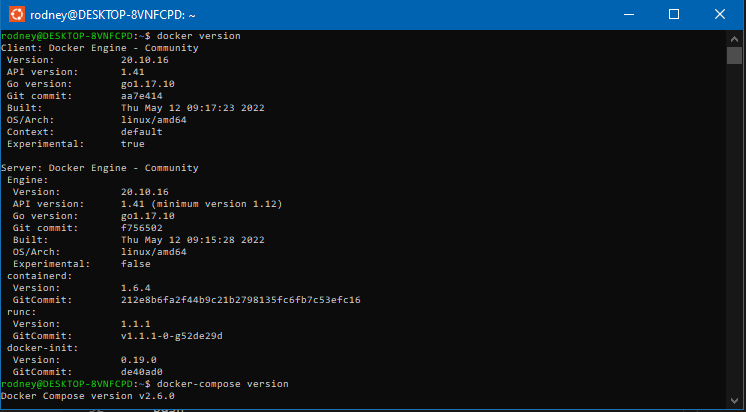 rodney@DESKTOP-8VNFCPD: ~
rodney@DESKTOP-8VNFCPD:~$ docker version
Client: Docker Engine - Community
 Version:           20.10.16
 API version:       1.41
 Go version:        go1.17.10
 Git commit:        aa7e414
 Built:             Thu May 12 09:17:23 2022
 OS/Arch:           linux/amd64
 Context:           default
 Experimental:      true

Server: Docker Engine - Community
 Engine:
  Version:          20.10.16
  API version:      1.41 (minimum version 1.12)
  Go version:       go1.17.10
  Git commit:       f756502
  Built:            Thu May 12 09:15:28 2022
  OS/Arch:          linux/amd64
  Experimental:     false
 containerd:
  Version:          1.6.4
  GitCommit:        212e8b6fa2f44b9c21b2798135fc6fb7c53efc16
 runc:
  Version:          1.1.1
  GitCommit:        v1.1.1-0-g52de29d
 docker-init:
  Version:          0.19.0
  GitCommit:        de40ad0
rodney@DESKTOP-8VNFCPD:~$ docker-compose version
Docker Compose version v2.6.0